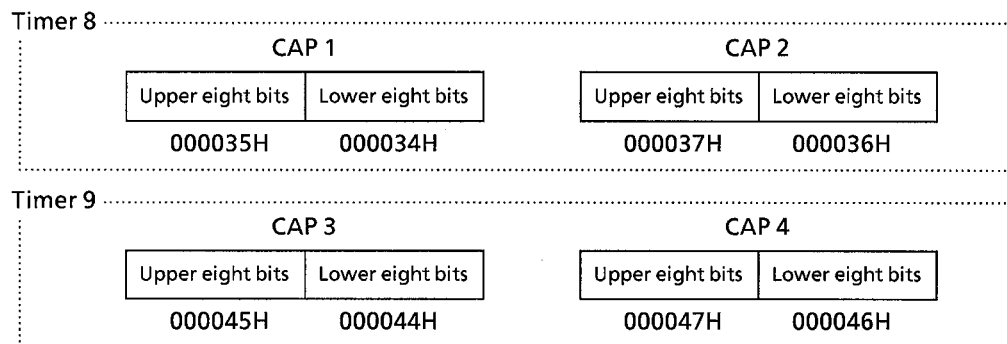 Timer 8
CAP 1 CAP 2
Upper eight bits Lower eight bits Upper eight bits Lower eight bits
000035H 000034H 000037H 000036H
Timer 9
CAP 3 CAP 4
Upper eight bits Lower eight bits Upper eight bits Lower eight bits
000045H 000044H 000047H 000046H